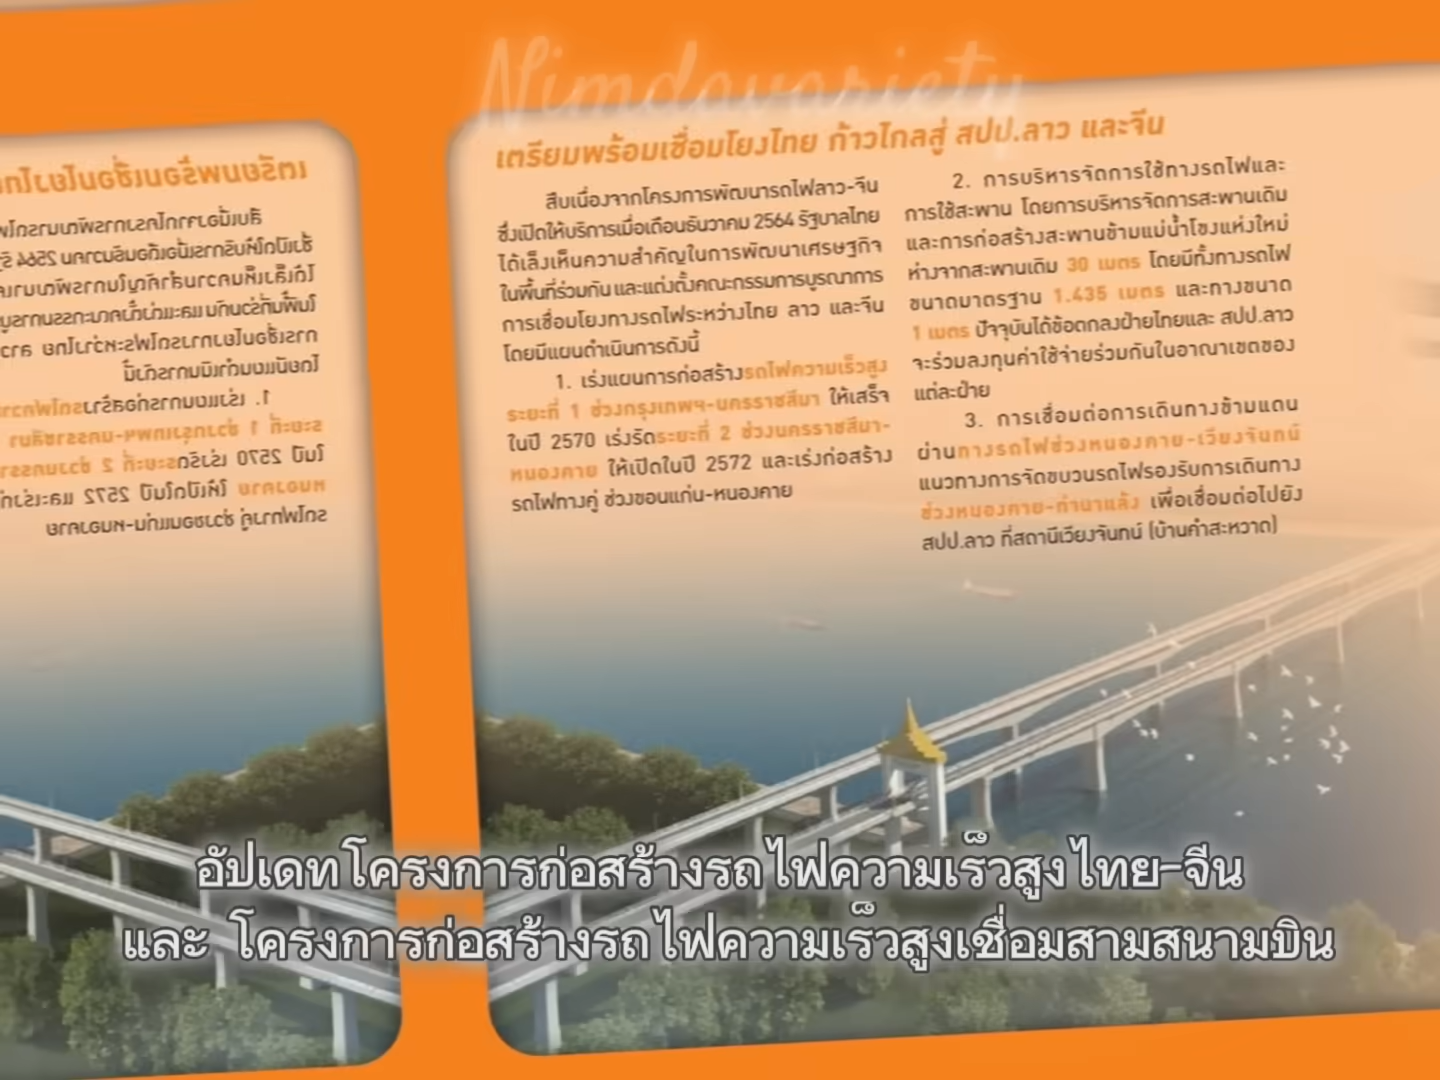 Nimdavariety
เตรียมพร้อมเชื่อมโยงไทย ก้าวไกลสู่ สปป.ลาว และจีน
สืบเนื่องจากโครงการพัฒนารถไฟลาว-จีน
ซึ่งเปิดให้บริการเมื่อเดือนธันวาคม 2564 รัฐบาลไทย
ได้เล็งเห็นความสำคัญในการพัฒนาเศรษฐกิจ
ในพื้นที่ร่วมกัน และแต่งตั้งคณะกรรมการบูรณาการ
การเชื่อมโยงทางรถไฟระหว่างไทย ลาว และจีน
โดยมีแผนดำเนินการดังนี้
1. เร่งแผนการก่อสร้างรถไฟความเร็วสูง
ระยะที่ 1 ช่วงกรุงเทพฯ-นครราชสีมา ให้เสร็จ
ในปี 2570 เร่งรัดระยะที่ 2 ช่วงนครราชสีมา-
หนองคาย ให้เปิดในปี 2572 และเร่งก่อสร้าง
รถไฟทางคู่ ช่วงขอนแก่น-หนองคาย
2. การบริหารจัดการใช้ทางรถไฟและ
การใช้สะพาน โดยการบริหารจัดการสะพานเดิม
และการก่อสร้างสะพานข้ามแม่น้ำโขงแห่งใหม่
ห่างจากสะพานเดิม 30 เมตร โดยมีทั้งทางรถไฟ
ขนาดมาตรฐาน 1.435 เมตร และทางขนาด
1 เมตร ปัจจุบันได้ข้อตกลงฝ่ายไทยและ สปป.ลาว
จะร่วมลงทุนค่าใช้จ่ายร่วมกันในอาณาเขตของ
แต่ละฝ่าย
3. การเชื่อมต่อการเดินทางข้ามแดน
ผ่านทางรถไฟช่วงหนองคาย-เวียงจันทน์
แนวทางการจัดขบวนรถไฟรองรับการเดินทาง
ช่วงหนองคาย-ท่านาแล้ง เพื่อเชื่อมต่อไปยัง
สปป.ลาว ที่สถานีเวียงจันทน์ (บ้านคำสะหวาด)
อัปเดทโครงการก่อสร้างรถไฟความเร็วสูงไทย-จีน
และ โครงการก่อสร้างรถไฟความเร็วสูงเชื่อมสามสนามบิน